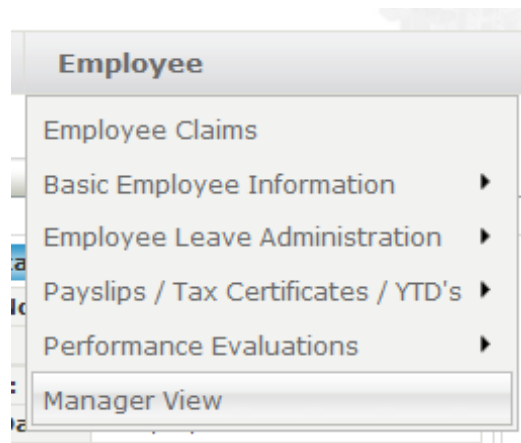 Employee
Employee Claims
Basic Employee Information
Employee Leave Administration
Payslips / Tax Certificates / YTD's
Performance Evaluations
Manager View